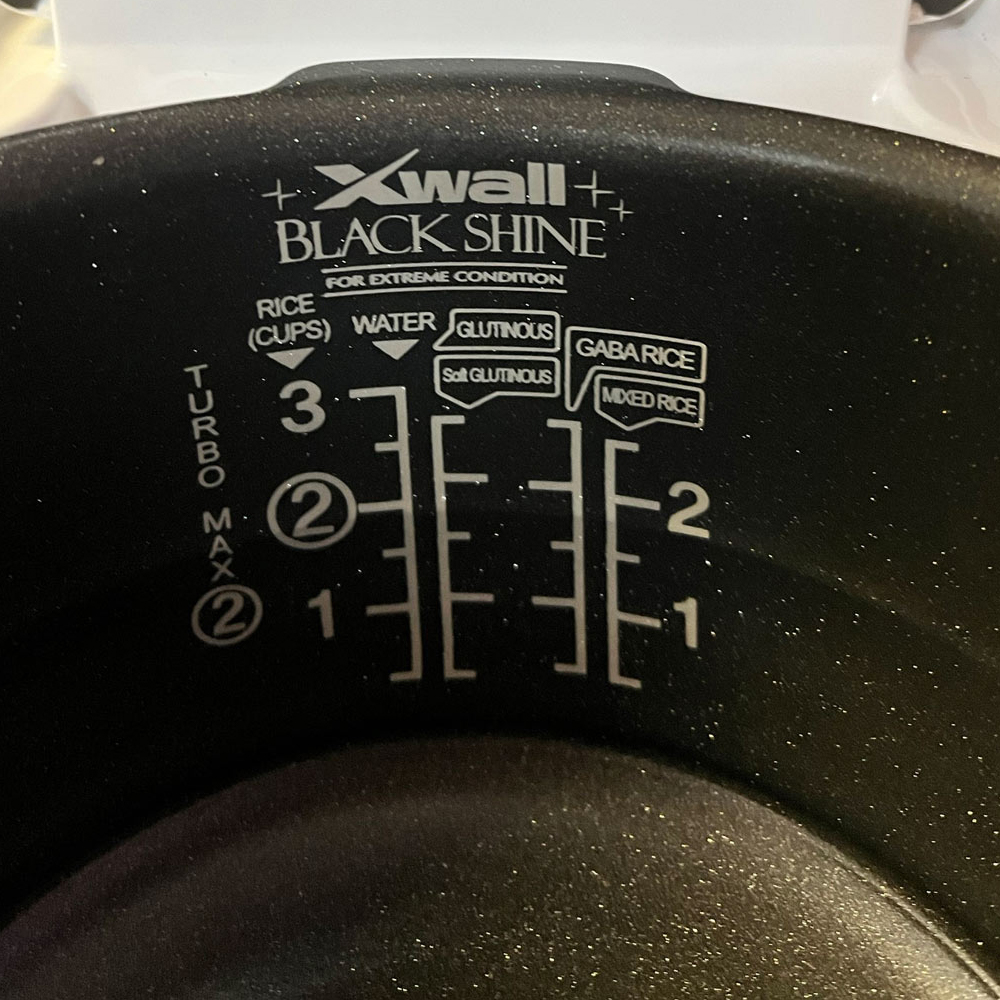 Xwall
BLACK SHINE
FOR EXTREME CONDITION
RICE
(CUPS)
WATER
GLUTINOUS
Salt GLUTINOUS
GABA RICE
MIXED RICE
TURBO MAX 2
3
2
1
2
1